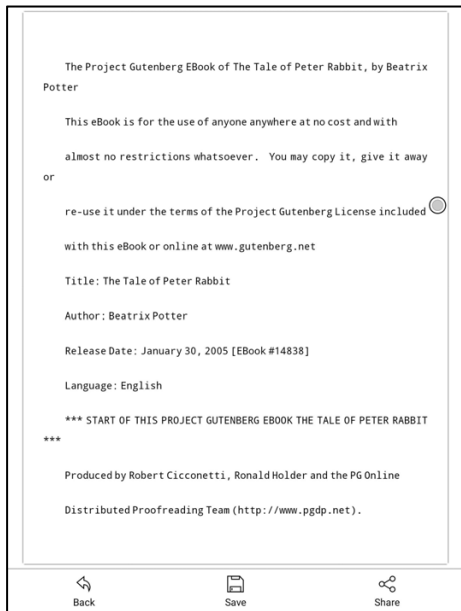 The Project Gutenberg EBook of The Tale of Peter Rabbit, by Beatrix
Potter
This eBook is for the use of anyone anywhere at no cost and with
almost no restrictions whatsoever.  You may copy it, give it away
or
re-use it under the terms of the Project Gutenberg License included
with this eBook or online at www.gutenberg.net
Title: The Tale of Peter Rabbit
Author: Beatrix Potter
Release Date: January 30, 2005 [EBook #14838]
Language: English
*** START OF THIS PROJECT GUTENBERG EBOOK THE TALE OF PETER RABBIT
***
Produced by Robert Cicconetti, Ronald Holder and the PG Online
Distributed Proofreading Team (http://www.pgdp.net).
Back Save Share